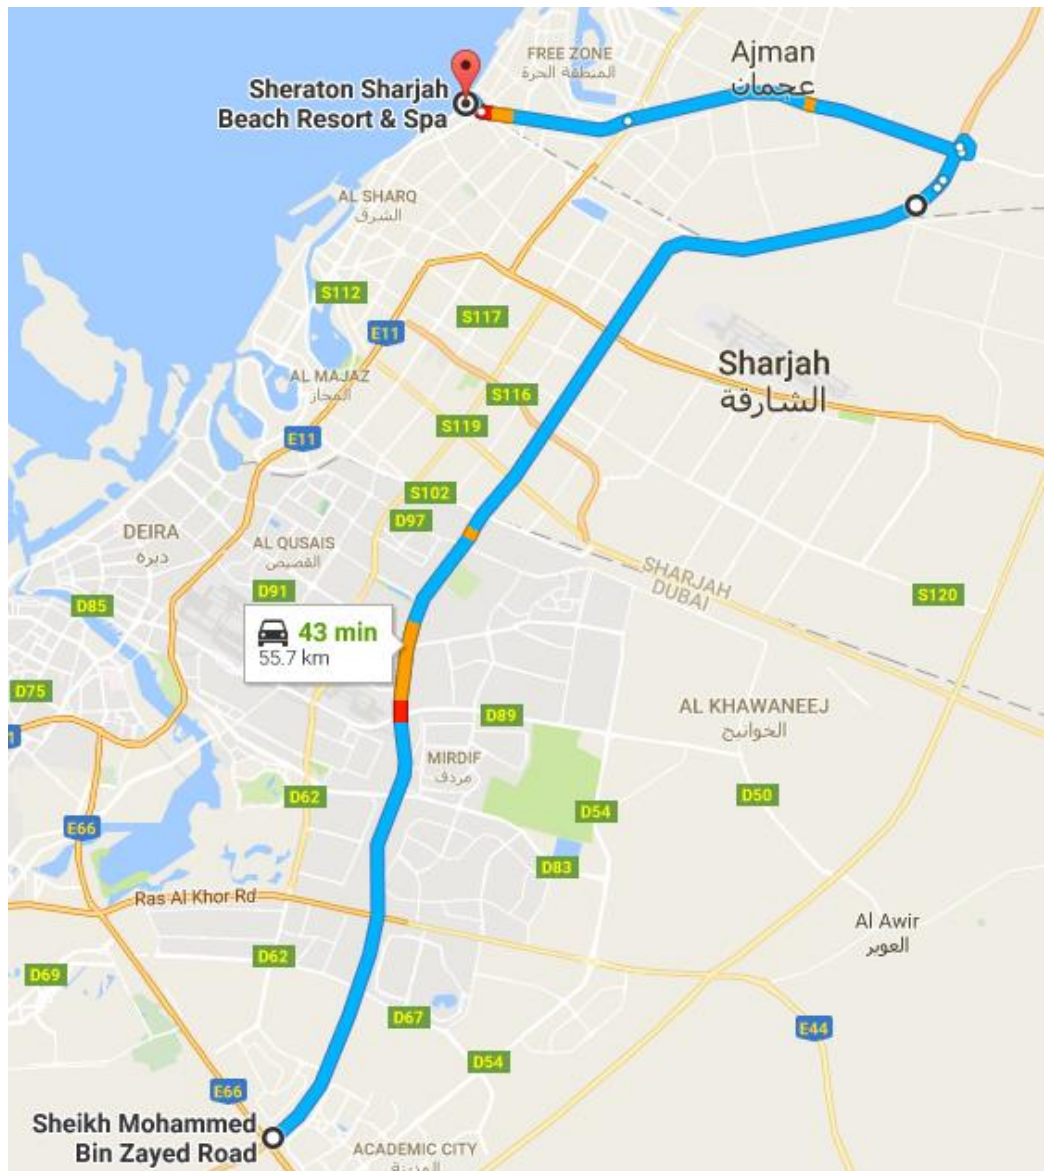 FREE ZONE
المنطقة الحرة
Ajman
عجمان
Sheraton Sharjah
Beach Resort & Spa
AL SHARQ
الشرق
S112
S117
E11
Sharjah
الشارقة
AL MAJAZ
المجاز
S116
S119
E11
S102
D97
DEIRA
ديرة
AL QUSAIS
القصيص
SHARJAH
DUBAI
D91
S120
D85
43 min
55.7 km
D75
D89
AL KHAWANEEJ
الخوانيج
1
MIRDIF
مردف
D62
D50
D54
E66
D83
Ras Al Khor Rd
Al Awir
العوير
D62
D69
D67
E44
D54
E66
Sheikh Mohammed
Bin Zayed Road
ACADEMIC CITY
المدينة